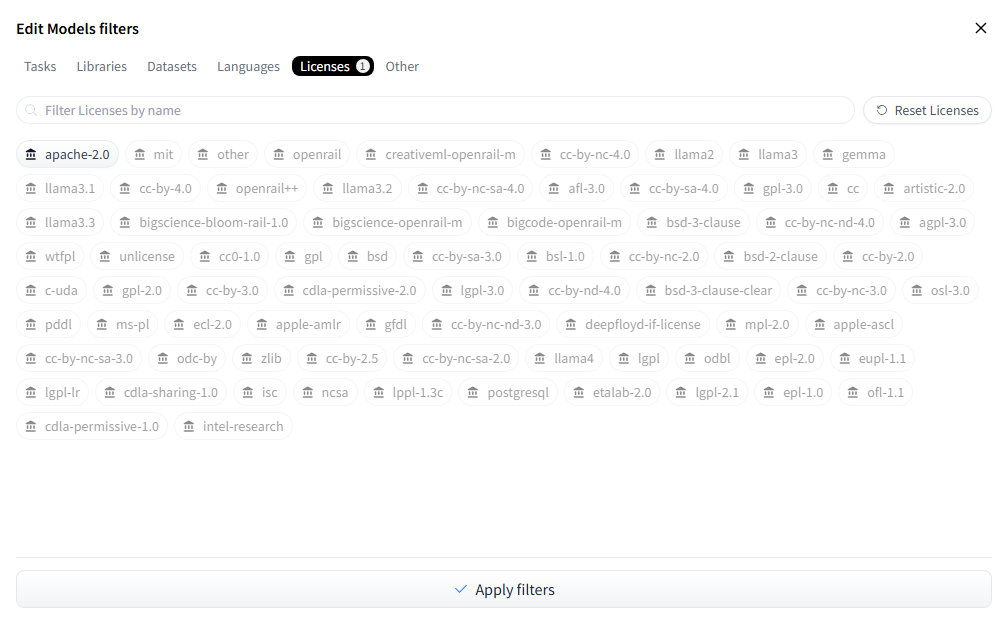 Edit Models filters
Tasks Libraries Datasets Languages Licenses 1 Other
Filter Licenses by name Reset Licenses
apache-2.0 mit other openrail creativeml-openrail-m cc-by-nc-4.0 llama2 llama3 gemma
llama3.1 cc-by-4.0 openrail++ llama3.2 cc-by-nc-sa-4.0 afl-3.0 cc-by-sa-4.0 gpl-3.0 cc artistic-2.0
llama3.3 bigscience-bloom-rail-1.0 bigscience-openrail-m bigcode-openrail-m bsd-3-clause cc-by-nc-nd-4.0 agpl-3.0
wtfpl unlicense cc0-1.0 gpl bsd cc-by-sa-3.0 bsl-1.0 cc-by-nc-2.0 bsd-2-clause cc-by-2.0
c-uda gpl-2.0 cc-by-3.0 cdla-permissive-2.0 lgpl-3.0 cc-by-nd-4.0 bsd-3-clause-clear cc-by-nc-3.0 osl-3.0
pddl ms-pl ecl-2.0 apple-amlr gfdl cc-by-nc-nd-3.0 deepfloyd-if-license mpl-2.0 apple-ascl
cc-by-nc-sa-3.0 odc-by zlib cc-by-2.5 cc-by-nc-sa-2.0 llama4 lgpl odbl epl-2.0 eupl-1.1
lgpl-lr cdla-sharing-1.0 isc ncsa lppl-1.3c postgresql etalab-2.0 lgpl-2.1 epl-1.0 ofl-1.1
cdla-permissive-1.0 intel-research
Apply filters